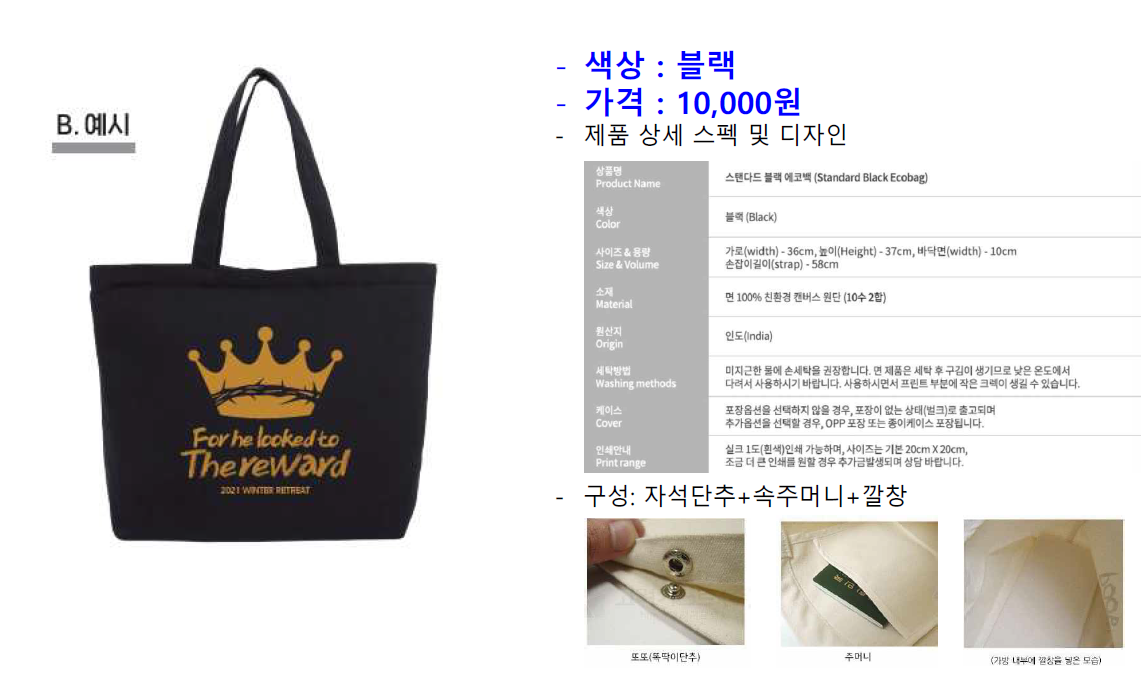 B. 예시
For he looked to
The reward
2021 WINTER RETREAT
- 색상 : 블랙
- 가격 : 10,000원
- 제품 상세 스펙 및 디자인
상품명
Product Name
스탠다드 블랙 에코백 (Standard Black Ecobag)
색상
Color
블랙 (Black)
사이즈 & 용량
Size & Volume
가로(width) - 36cm, 높이(Height) - 37cm, 바닥면(width) - 10cm
손잡이길이(strap) - 58cm
소재
Material
면 100% 친환경 캔버스 원단 (10수 2합)
원산지
Origin
인도(India)
세탁방법
Washing methods
미지근한 물에 손세탁을 권장합니다. 면 제품은 세탁 후 구김이 생기므로 낮은 온도에서
다려서 사용하시기 바랍니다. 사용하시면서 프린트 부분에 작은 크렉이 생길 수 있습니다.
케이스
Cover
포장옵션을 선택하지 않을 경우, 포장이 없는 상태(벌크)로 출고되며
추가옵션을 선택할 경우, OPP 포장 또는 종이케이스 포장됩니다.
인쇄안내
Print range
실크 1도(흰색)인쇄 가능하며, 사이즈는 기본 20cm X 20cm,
조금 더 큰 인쇄를 원할 경우 추가금발생되며 상담 바랍니다.
- 구성: 자석단추+속주머니+깔창
또또(똑딱이단추)
주머니
(가방 내부에 깔창을 넣은 모습)